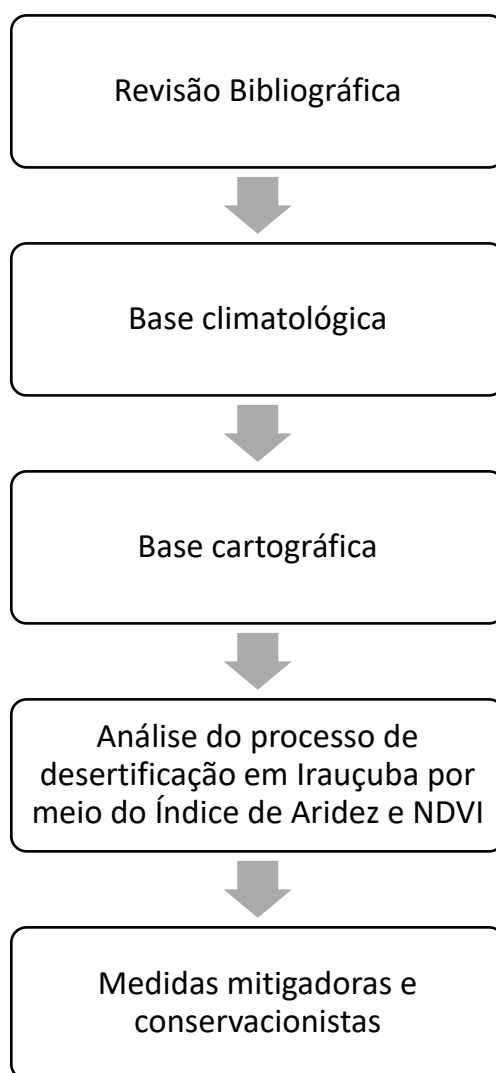 Revisão Bibliográfica
Base climatológica
Base cartográfica
Análise do processo de
desertificação em Irauçuba por
meio do Índice de Aridez e NDVI
Medidas mitigadoras e
conservacionistas